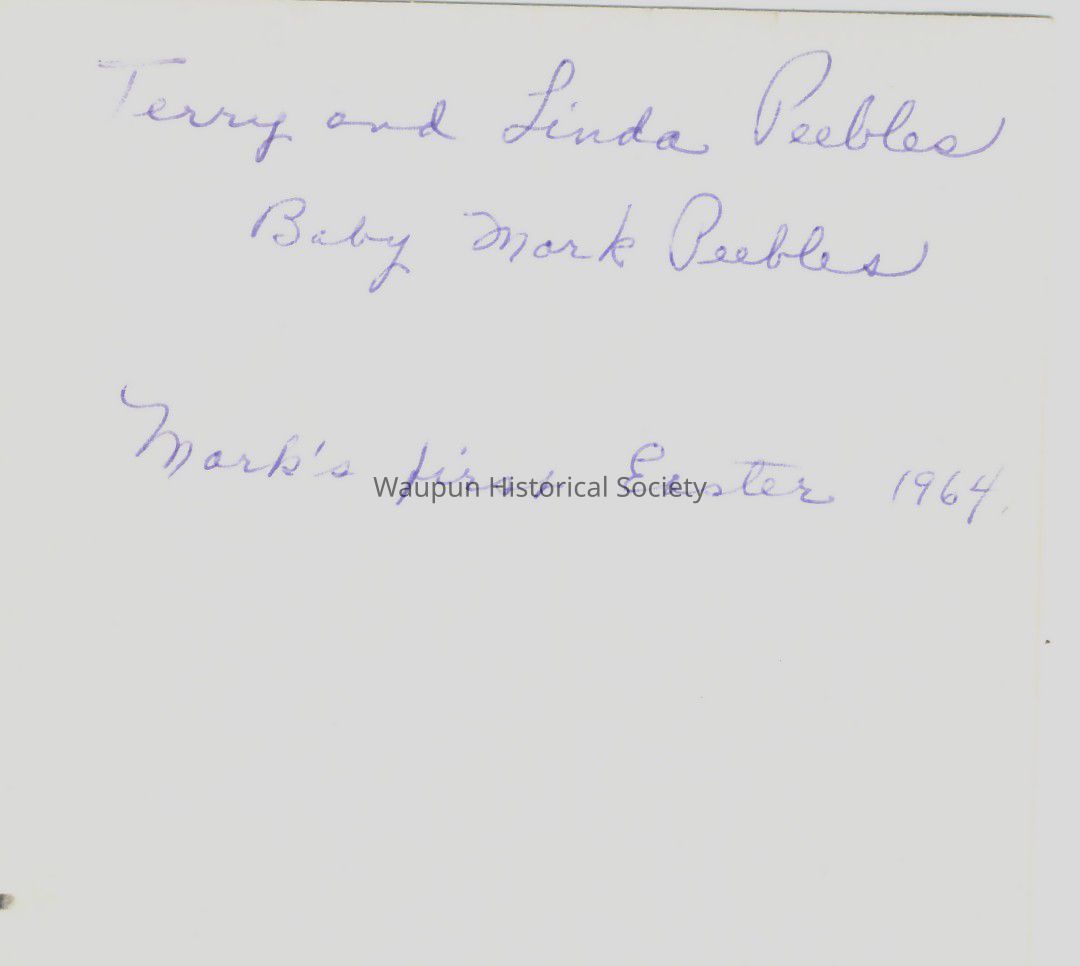 Terry and Linda Peebles
Baby Mark Peebles
Mark's first Easter 1964.
Waupun Historical Society